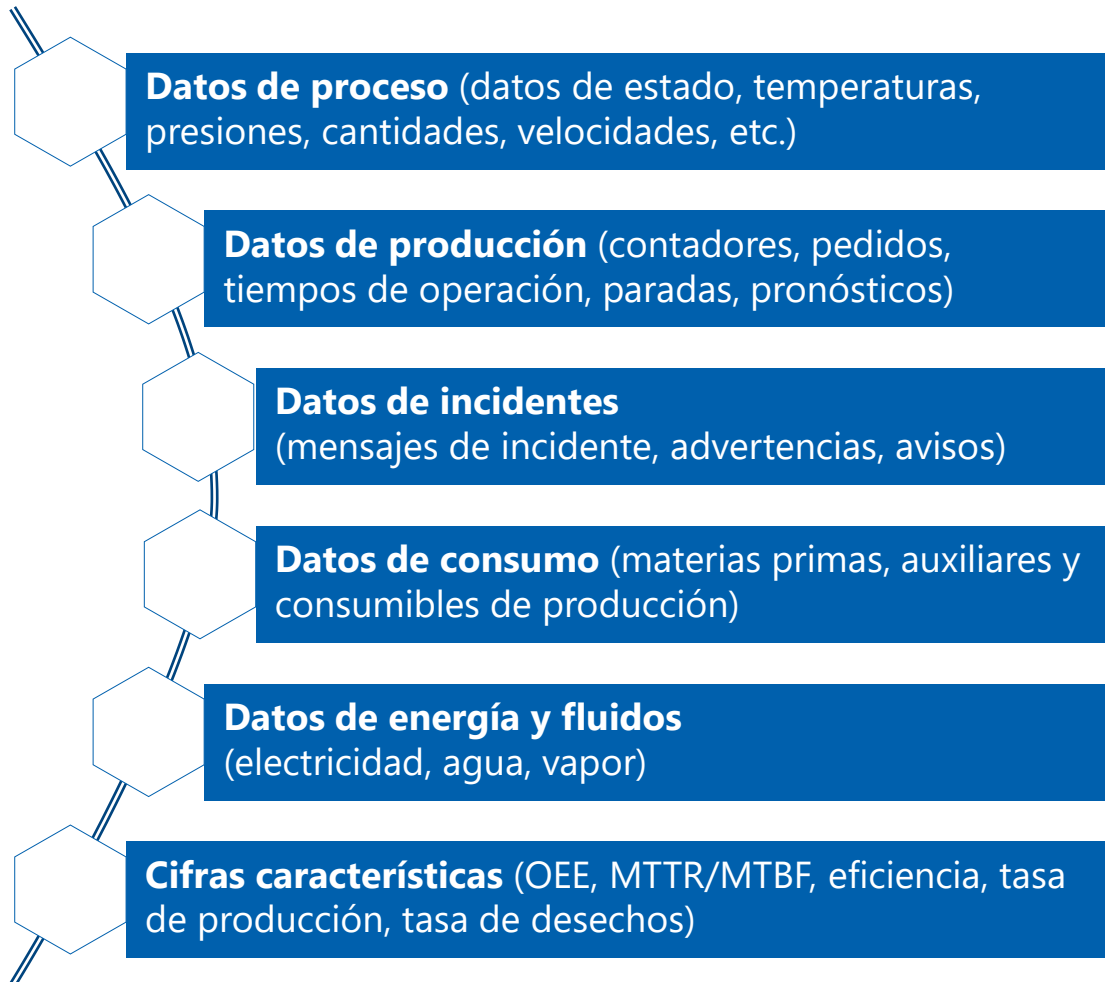 Datos de proceso (datos de estado, temperaturas,
presiones, cantidades, velocidades, etc.)
Datos de producción (contadores, pedidos,
tiempos de operación, paradas, pronósticos)
Datos de incidentes
(mensajes de incidente, advertencias, avisos)
Datos de consumo (materias primas, auxiliares y
consumibles de producción)
Datos de energía y fluidos
(electricidad, agua, vapor)
Cifras características (OEE, MTTR/MTBF, eficiencia, tasa
de producción, tasa de desechos)